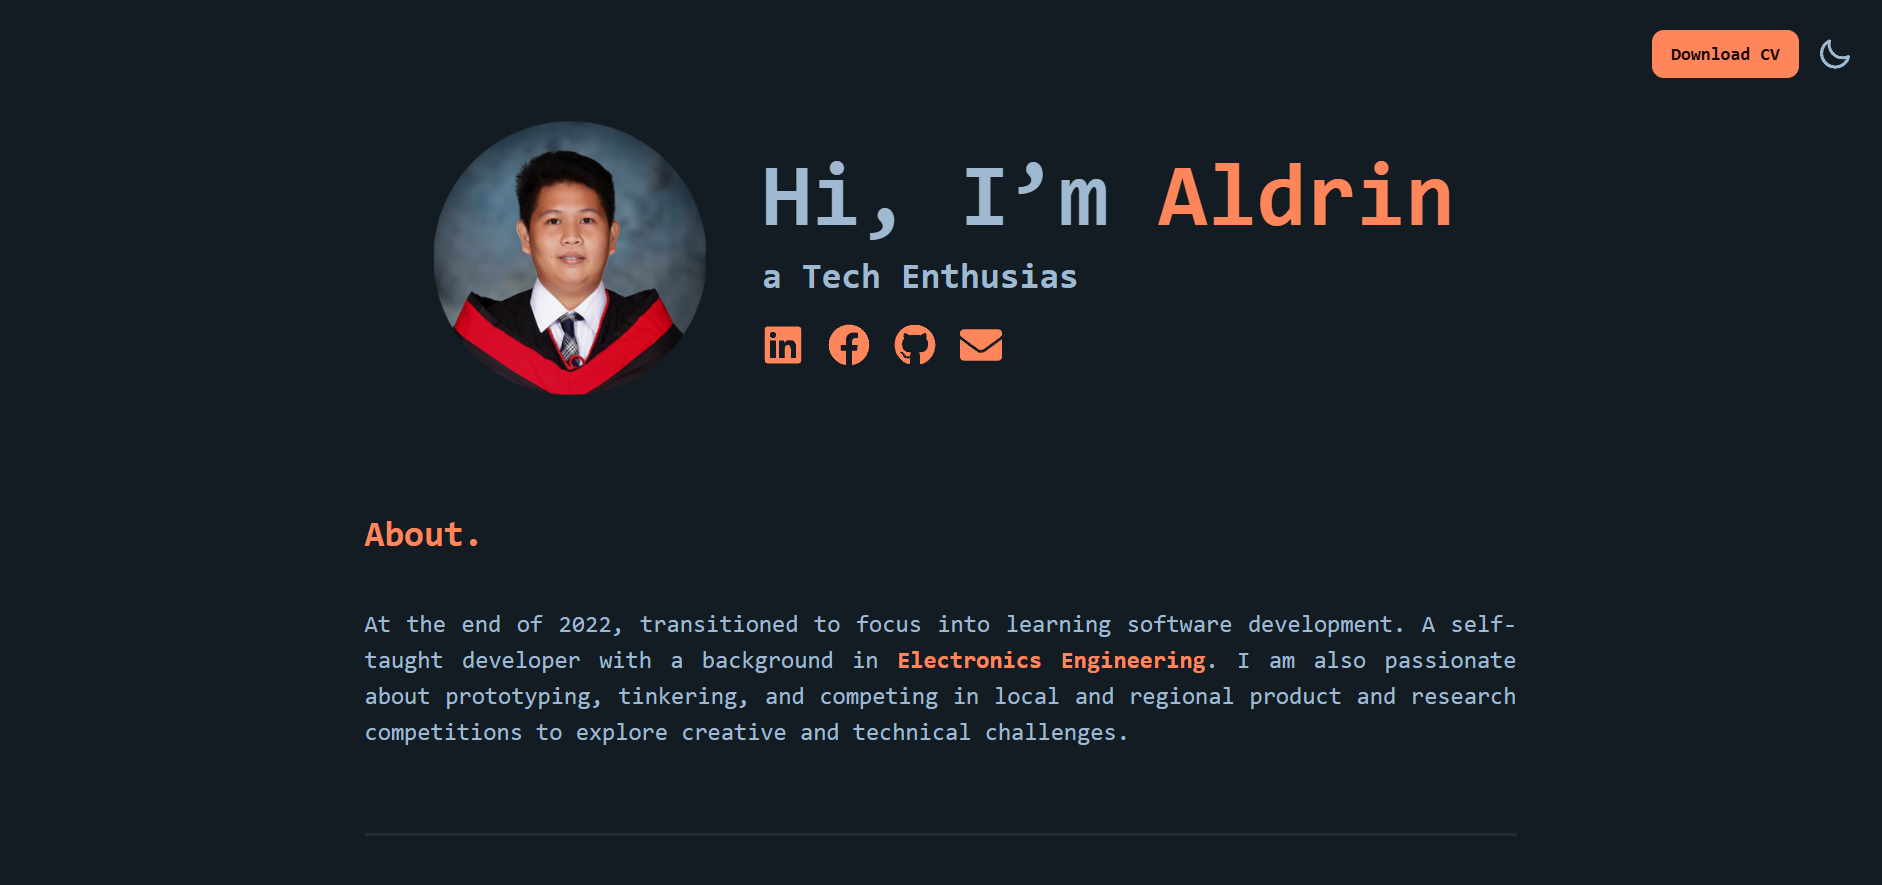 Download CV
Hi, I’m Aldrin
a Tech Enthusias
in
About.
At the end of 2022, transitioned to focus into learning software development. A self-
taught developer with a background in Electronics Engineering. I am also passionate
about prototyping, tinkering, and competing in local and regional product and research
competitions to explore creative and technical challenges.